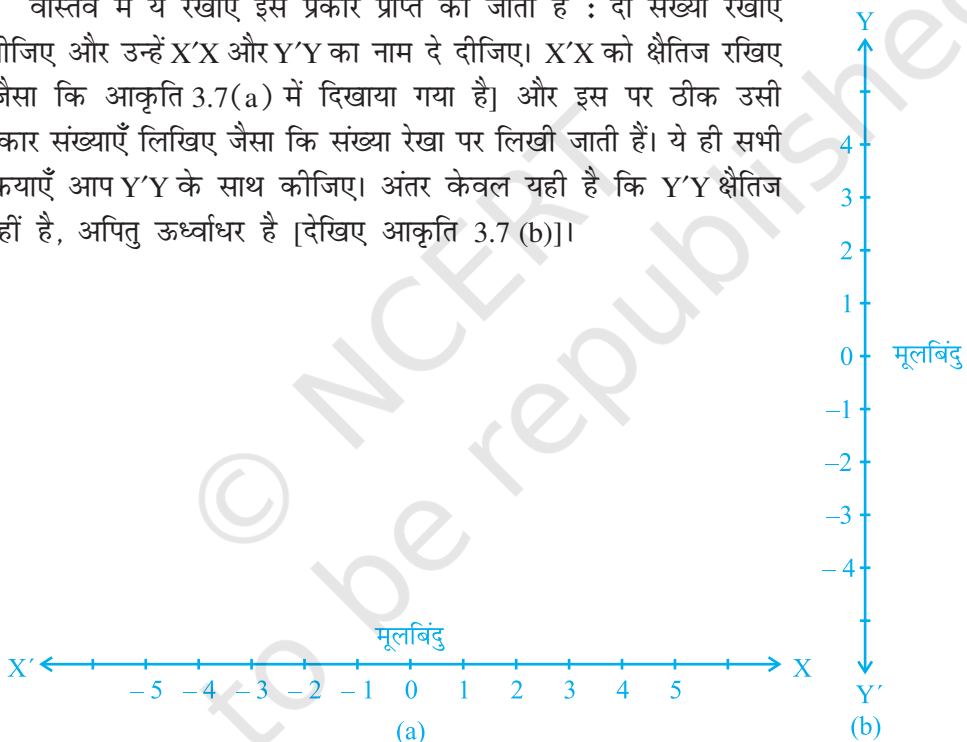 वास्तव में ये रेखाएँ इस प्रकार प्राप्त की जाती हैं : दो संख्या रेखाएँ
लीजिए और उन्हें X′X और Y′Y का नाम दे दीजिए। X′X को क्षैतिज रखिए
जैसा कि आकृति 3.7(a) में दिखाया गया है] और इस पर ठीक उसी
प्रकार संख्याएँ लिखिए जैसा कि संख्या रेखा पर लिखी जाती हैं। ये ही सभी
क्रियाएँ आप Y′Y के साथ कीजिए। अंतर केवल यही है कि Y′Y क्षैतिज
नहीं है, अपितु ऊर्ध्वाधर है [देखिए आकृति 3.7 (b)]।
Y
4
3
2
1
0 मूलबिंदु
–1
–2
–3
– 4
Y′
(b)
मूलबिंदु
X′ X
– 5 – 4 – 3 – 2 – 1 0 1 2 3 4 5
(a)
© NCERT
to be republished